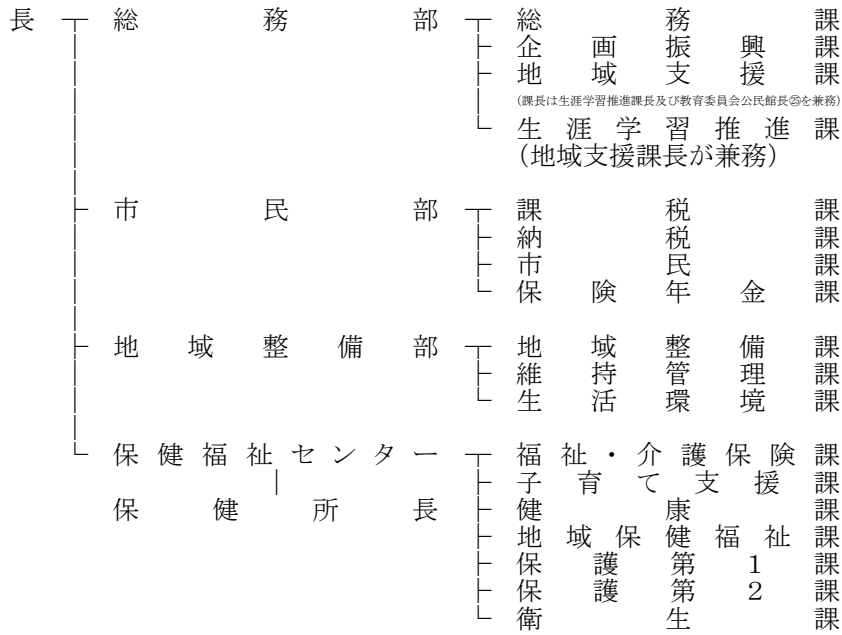 長 総務部 総務課
企画振興課
地域支援課
(課長は生涯学習推進課長及び教育委員会公民館長㉕を兼務)
生涯学習推進課
(地域支援課長が兼務)
市民部 課税課
納税課
市民課
保険年金課
地域整備部 地域整備課
維持管理課
生活環境課
保健福祉センター 福祉・介護保険課
子育て支援課
保健所長 健康課
地域保健福祉課
保護第1課
保護第2課
衛生課